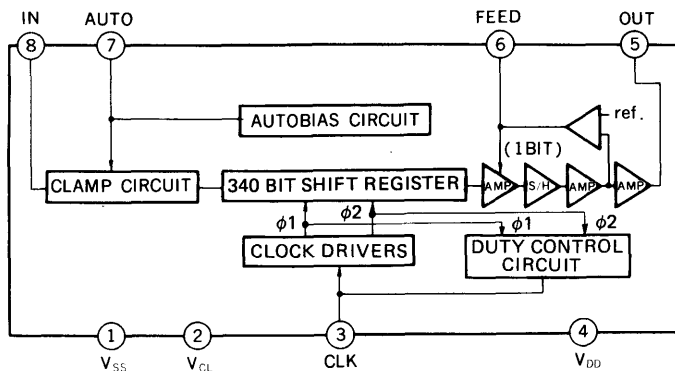 IN AUTO FEED OUT
8 7 6 5
AUTOBIAS CIRCUIT
ref.
(1BIT)
CLAMP CIRCUIT
340 BIT SHIFT REGISTER
AMP S/H AMP AMP
φ1 φ2 φ1 φ2
CLOCK DRIVERS
DUTY CONTROL
CIRCUIT
1 2 3 4
VSS VCL CLK VDD